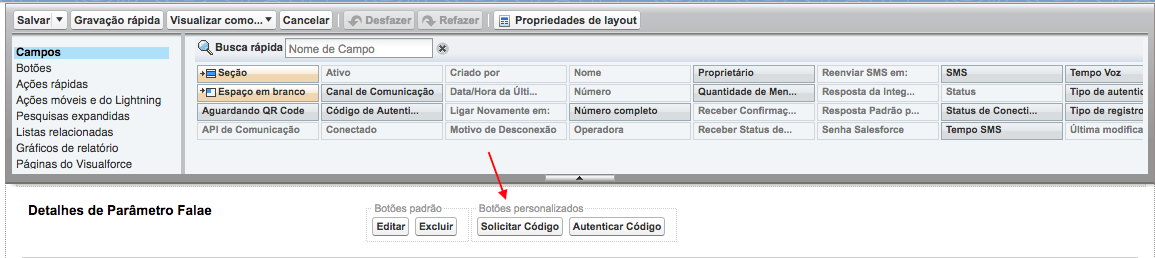 Salvar Gravação rápida Visualizar como... Cancelar Desfazer Refazer Propriedades de layout
Campos
Botões
Ações rápidas
Ações móveis e do Lightning
Pesquisas expandidas
Listas relacionadas
Gráficos de relatório
Páginas do Visualforce
Busca rápida Nome de Campo
Seção Ativo Criado por Nome Proprietário Reenviar SMS em: SMS Tempo Voz
Espaço em branco Canal de Comunicação Data/Hora da Últi... Número Quantidade de Men... Resposta da Integ... Status Tipo de autentic
Aguardando QR Code Código de Autenti... Ligar Novamente em: Número completo Receber Confirmaç... Resposta Padrão p... Status de Conecti... Tipo de registro
API de Comunicação Conectado Motivo de Desconexão Operadora Receber Status de... Senha Salesforce Tempo SMS Última modifica
Detalhes de Parâmetro Falae
Botões padrão
Editar Excluir
Botões personalizados
Solicitar Código Autenticar Código